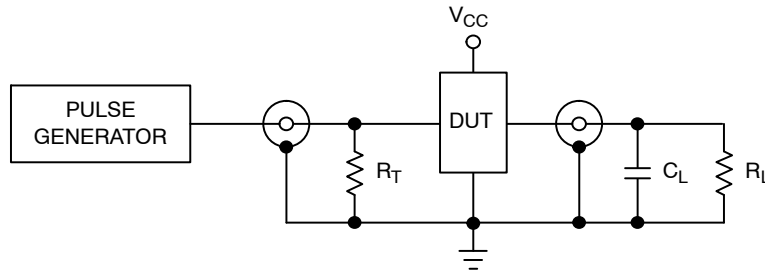 V_CC
PULSE
GENERATOR
DUT
R_T
C_L
R_L